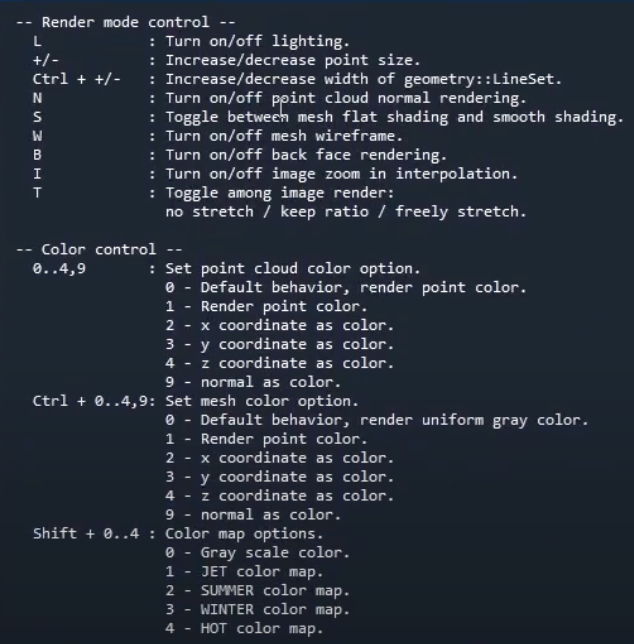 -- Render mode control --
L : Turn on/off lighting.
+/- : Increase/decrease point size.
Ctrl + +/- : Increase/decrease width of geometry::LineSet.
N : Turn on/off point cloud normal rendering.
S : Toggle between mesh flat shading and smooth shading.
W : Turn on/off mesh wireframe.
B : Turn on/off back face rendering.
I : Turn on/off image zoom in interpolation.
T : Toggle among image render:
no stretch / keep ratio / freely stretch.
-- Color control --
0..4,9 : Set point cloud color option.
0 - Default behavior, render point color.
1 - Render point color.
2 - x coordinate as color.
3 - y coordinate as color.
4 - z coordinate as color.
9 - normal as color.
Ctrl + 0..4,9: Set mesh color option.
0 - Default behavior, render uniform gray color.
1 - Render point color.
2 - x coordinate as color.
3 - y coordinate as color.
4 - z coordinate as color.
9 - normal as color.
Shift + 0..4 : Color map options.
0 - Gray scale color.
1 - JET color map.
2 - SUMMER color map.
3 - WINTER color map.
4 - HOT color map.